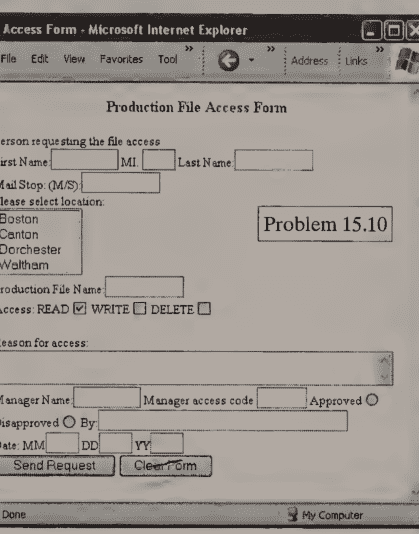 Access Form - Microsoft Internet Explorer
File Edit View Favorites Tool » » Address Links »
Production File Access Form
erson requesting the file access
irst Name: MI. Last Name:
Mail Stop: (M/S):
lease select location:
Boston
Canton
Dorchester
Waltham
Problem 15.10
roduction File Name:
ccess: READ WRITE DELETE
eason for access:
Manager Name: Manager access code Approved
isapproved By:
ate: MM DD YY
Send Request Clear Form
Done My Computer